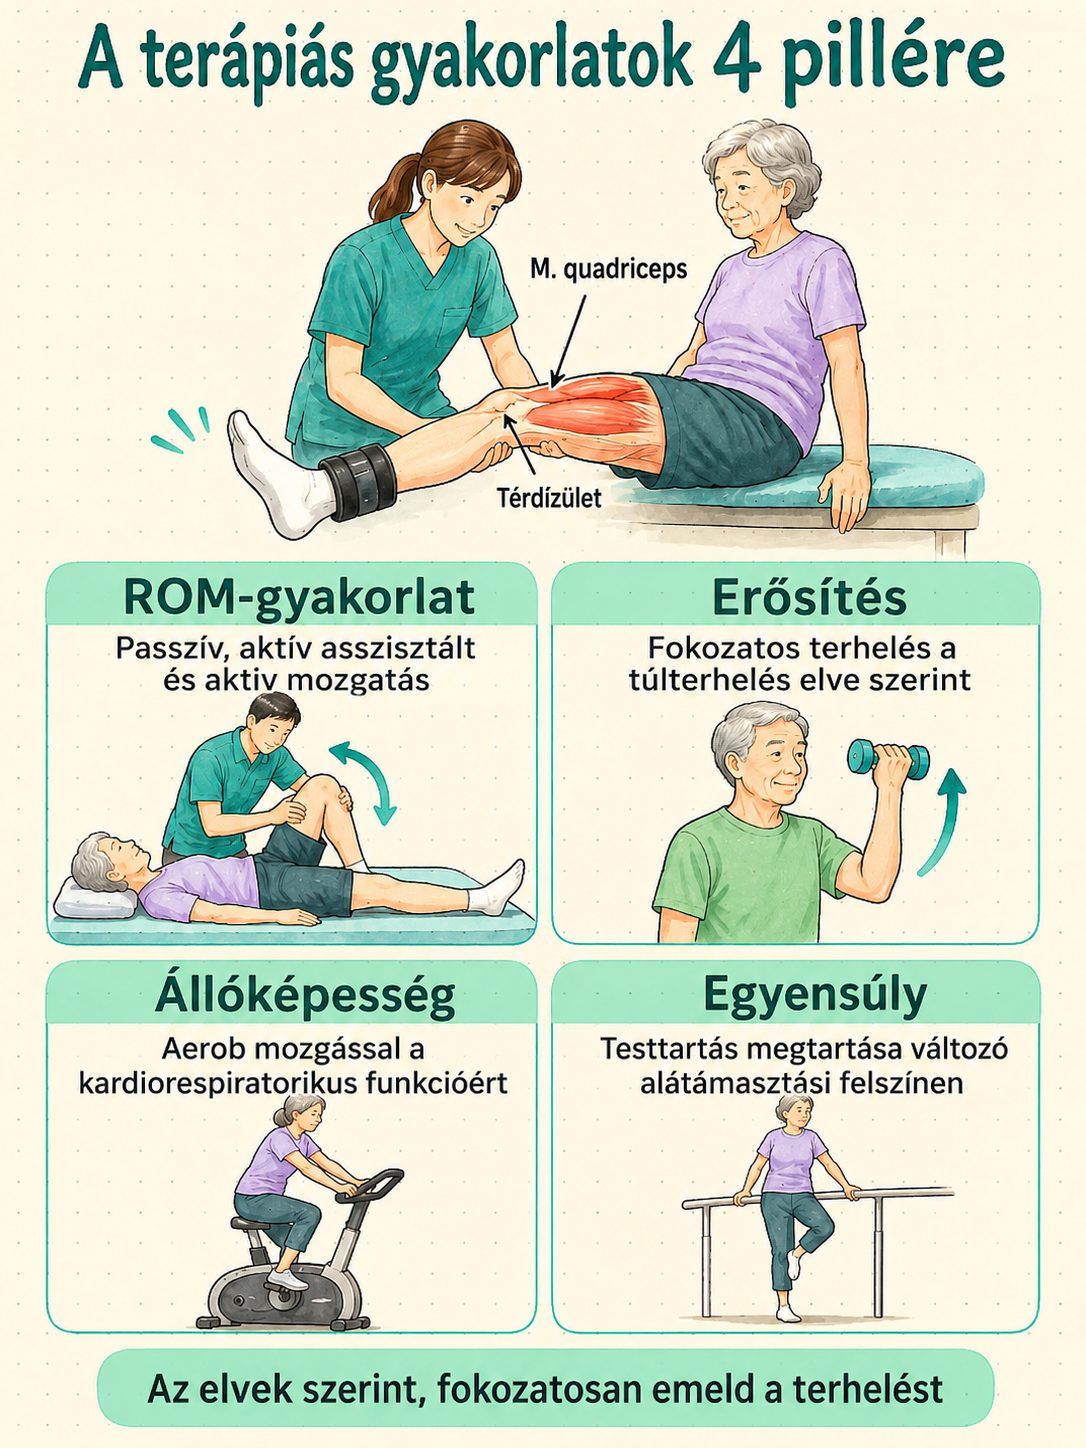 A terápiás gyakorlatok 4 pillére
M. quadriceps
Térdízület
ROM-gyakorlat
Passzív, aktív asszisztált
és aktiv mozgatás
Erősítés
Fokozatos terhelés a
túlterhelés elve szerint
Állóképesség
Aerob mozgással a
kardiorespiratorikus funkcióért
Egyensúly
Testtartás megtartása változó
alátámasztási felszínen
Az elvek szerint, fokozatosan emeld a terhelést